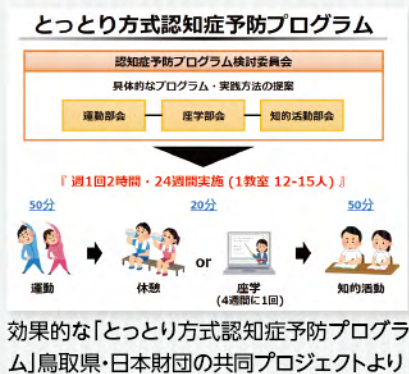 とっとり方式認知症予防プログラム
認知症予防プログラム検討委員会
具体的なプログラム・実践方法の提案
運動部会 座学部会 知的活動部会
『 週1回2時間・24週間実施 (1教室 12-15人) 』
50分 20分 50分
or
運動 休憩 座学 知的活動
(4週間に1回)
効果的な「とっとり方式認知症予防プログラ
ム」鳥取県・日本財団の共同プロジェクトより